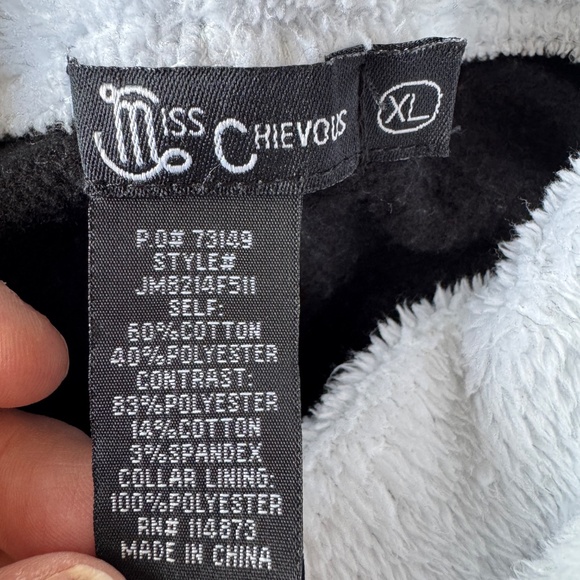 Miss Chievous
XL
P.O# 73149
STYLE#
JM8214F511
SELF:
60%COTTON
40%POLYESTER
CONTRAST:
83%POLYESTER
14%COTTON
3%SPANDEX
COLLAR LINING:
100%POLYESTER
RN# 114873
MADE IN CHINA